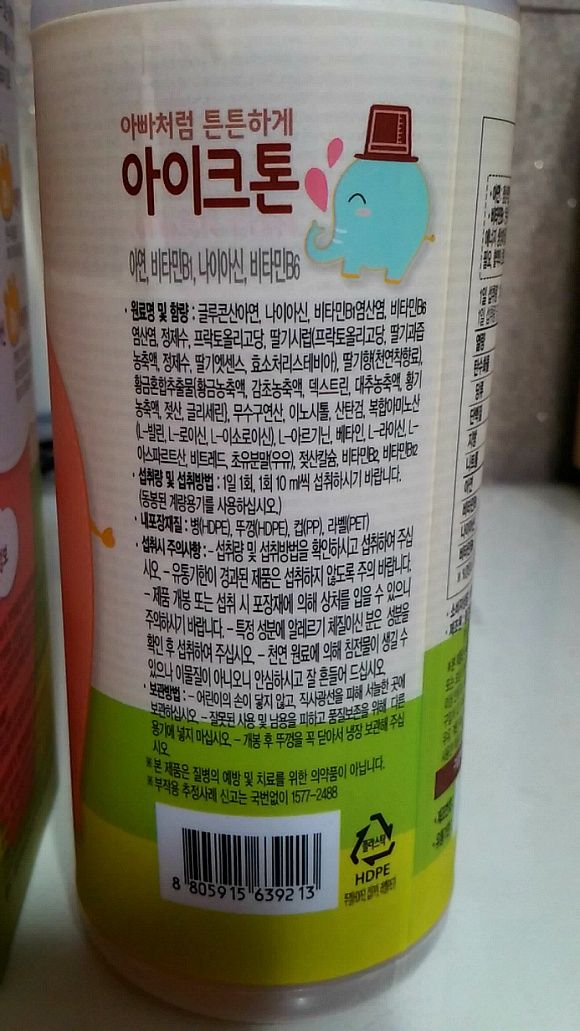 아빠처럼 튼튼하게
아이크톤
아연, 비타민B1, 나이아신, 비타민B6
· 원료명 및 함량 : 글루콘산아연, 나이아신, 비타민B1염산염, 비타민B6
염산염, 정제수, 프락토올리고당, 딸기시럽(프락토올리고당, 딸기과즙
농축액, 정제수, 딸기엣센스, 효소처리스테비아), 딸기향(천연착향료),
황금혼합추출물(황금농축액, 감초농축액, 덱스트린, 대추농축액, 황기
농축액, 젖산, 글리세린), 무수구연산, 이노시톨, 산탄검, 복합아미노산
(L-발린, L-로이신, L-이소로이신), L-아르기닌, 베타인, L-라이신, L-
아스파르트산, 비트레드, 초유분말(우유), 젖산칼슘, 비타민B2, 비타민B12
· 섭취량 및 섭취방법 : 1일 1회, 1회 10 ml씩 섭취하시기 바랍니다.
(동봉된 계량용기를 사용하십시오.)
· 내포장재질 : 병(HDPE), 뚜껑(HDPE), 컵(PP), 라벨(PET)
· 섭취시 주의사항 : - 섭취량 및 섭취방법을 확인하시고 섭취하여 주십
시오. - 유통기한이 경과된 제품은 섭취하지 않도록 주의 바랍니다.
- 제품 개봉 또는 섭취 시 포장재에 의해 상처를 입을 수 있으니
주의하시기 바랍니다. - 특정 성분에 알레르기 체질이신 분은 성분을
확인 후 섭취하여 주십시오. - 천연 원료에 의해 침전물이 생길 수
있으나 이물질이 아니오니 안심하시고 잘 흔들어 드십시오.
· 보관방법 : - 어린이의 손이 닿지 않고, 직사광선을 피해 서늘한 곳에
보관하십시오. - 잘못된 사용 및 남용을 피하고 품질보존을 위해 다른
용기에 넣지 마십시오. - 개봉 후 뚜껑을 꼭 닫아서 냉장 보관해 주십
시오.
※ 본 제품은 질병의 예방 및 치료를 위한 의약품이 아닙니다.
※ 부작용 추정사례 신고는 국번없이 1577-2488
8 805915 639213
플라스틱
HDPE
1일 섭취
열량
탄수화물
당류
단백질
지방
나트륨
아연